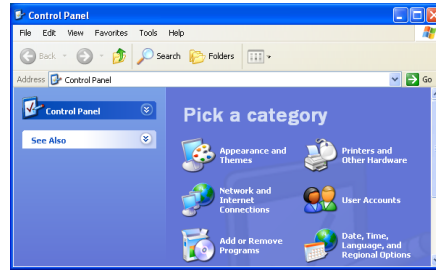 Control Panel
File Edit View Favorites Tools Help
Back Search Folders
Address Control Panel Go
Control Panel
See Also
Pick a category
Appearance and
Themes
Printers and
Other Hardware
Network and
Internet
Connections
User Accounts
Add or Remove
Programs
Date, Time,
Language, and
Regional Options